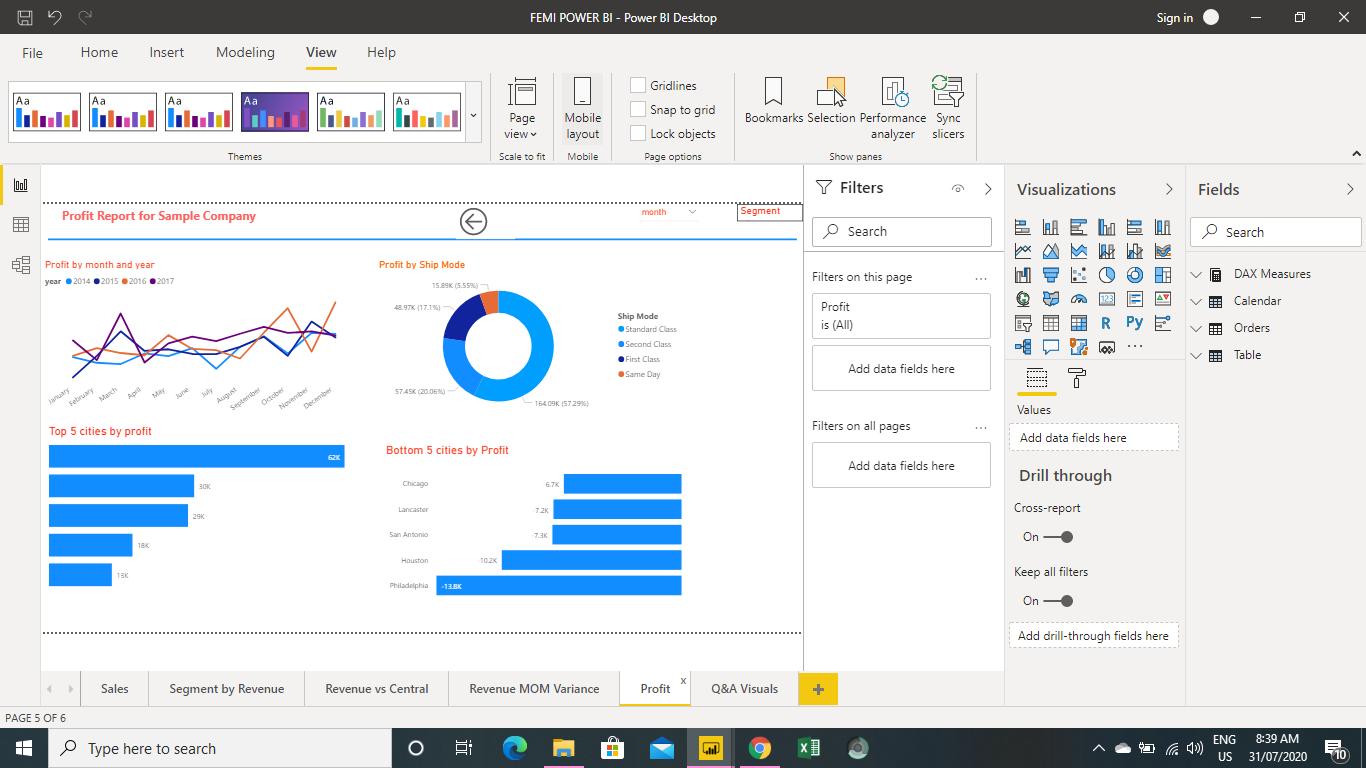 FEMI POWER BI - Power BI Desktop
Sign in
File Home Insert Modeling View Help
Aa Aa Aa Aa Aa Aa
Page view
Mobile layout
Gridlines
Snap to grid
Lock objects
Bookmarks
Selection
Performance analyzer
Sync slicers
Themes
Scale to fit
Mobile
Page options
Show panes
Profit Report for Sample Company
month
Segment
Profit by month and year
year 2014 2015 2016 2017
January February March April May June July August September October November December
Profit by Ship Mode
15.89K (5.55%)
48.97K (17.1%)
57.45K (20.06%)
164.09K (57.29%)
Ship Mode
Standard Class
Second Class
First Class
Same Day
Top 5 cities by profit
62K
30K
29K
18K
13K
Bottom 5 cities by Profit
Chicago 6.7K
Lancaster 7.2K
San Antonio 7.3K
Houston 10.2K
Philadelphia -13.8K
Filters
Search
Filters on this page
...
Profit
is (All)
Add data fields here
Filters on all pages
...
Add data fields here
Visualizations
R Py
...
Values
Add data fields here
Drill through
Cross-report
On
Keep all filters
On
Add drill-through fields here
Fields
Search
DAX Measures
Calendar
Orders
Table
Sales
Segment by Revenue
Revenue vs Central
Revenue MOM Variance
Profit x
Q&A Visuals
+
PAGE 5 OF 6
Type here to search
ENG
US
8:39 AM
31/07/2020
10